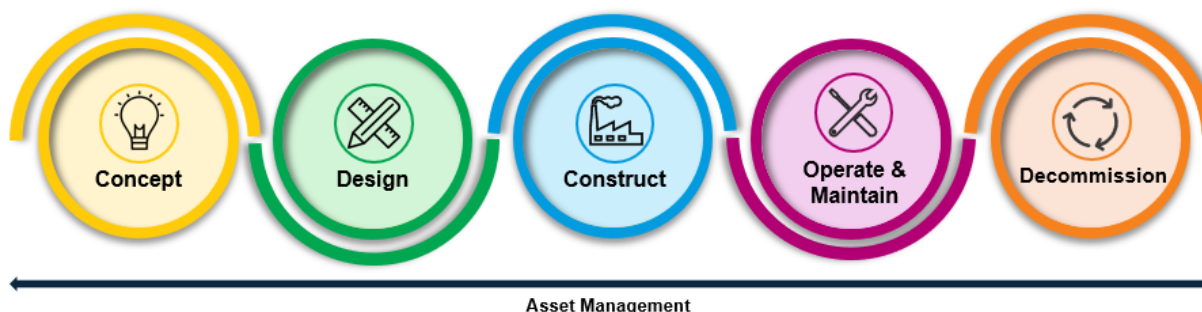 Concept
Design
Construct
Operate &
Maintain
Decommission
Asset Management